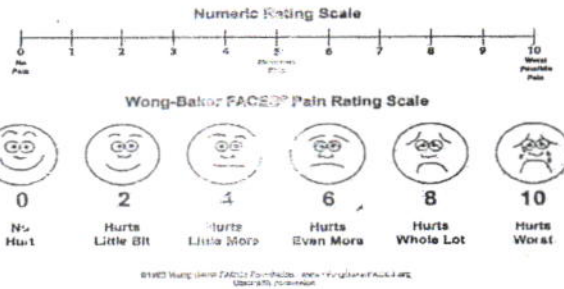 Numeric Rating Scale
0 1 2 3 4 5 6 7 8 9 10
No Pain Moderate Pain Worst Possible Pain
Wong-Baker FACES® Pain Rating Scale
0 2 4 6 8 10
No Hurt Hurts Little Bit Hurts Little More Hurts Even More Hurts Whole Lot Hurts Worst